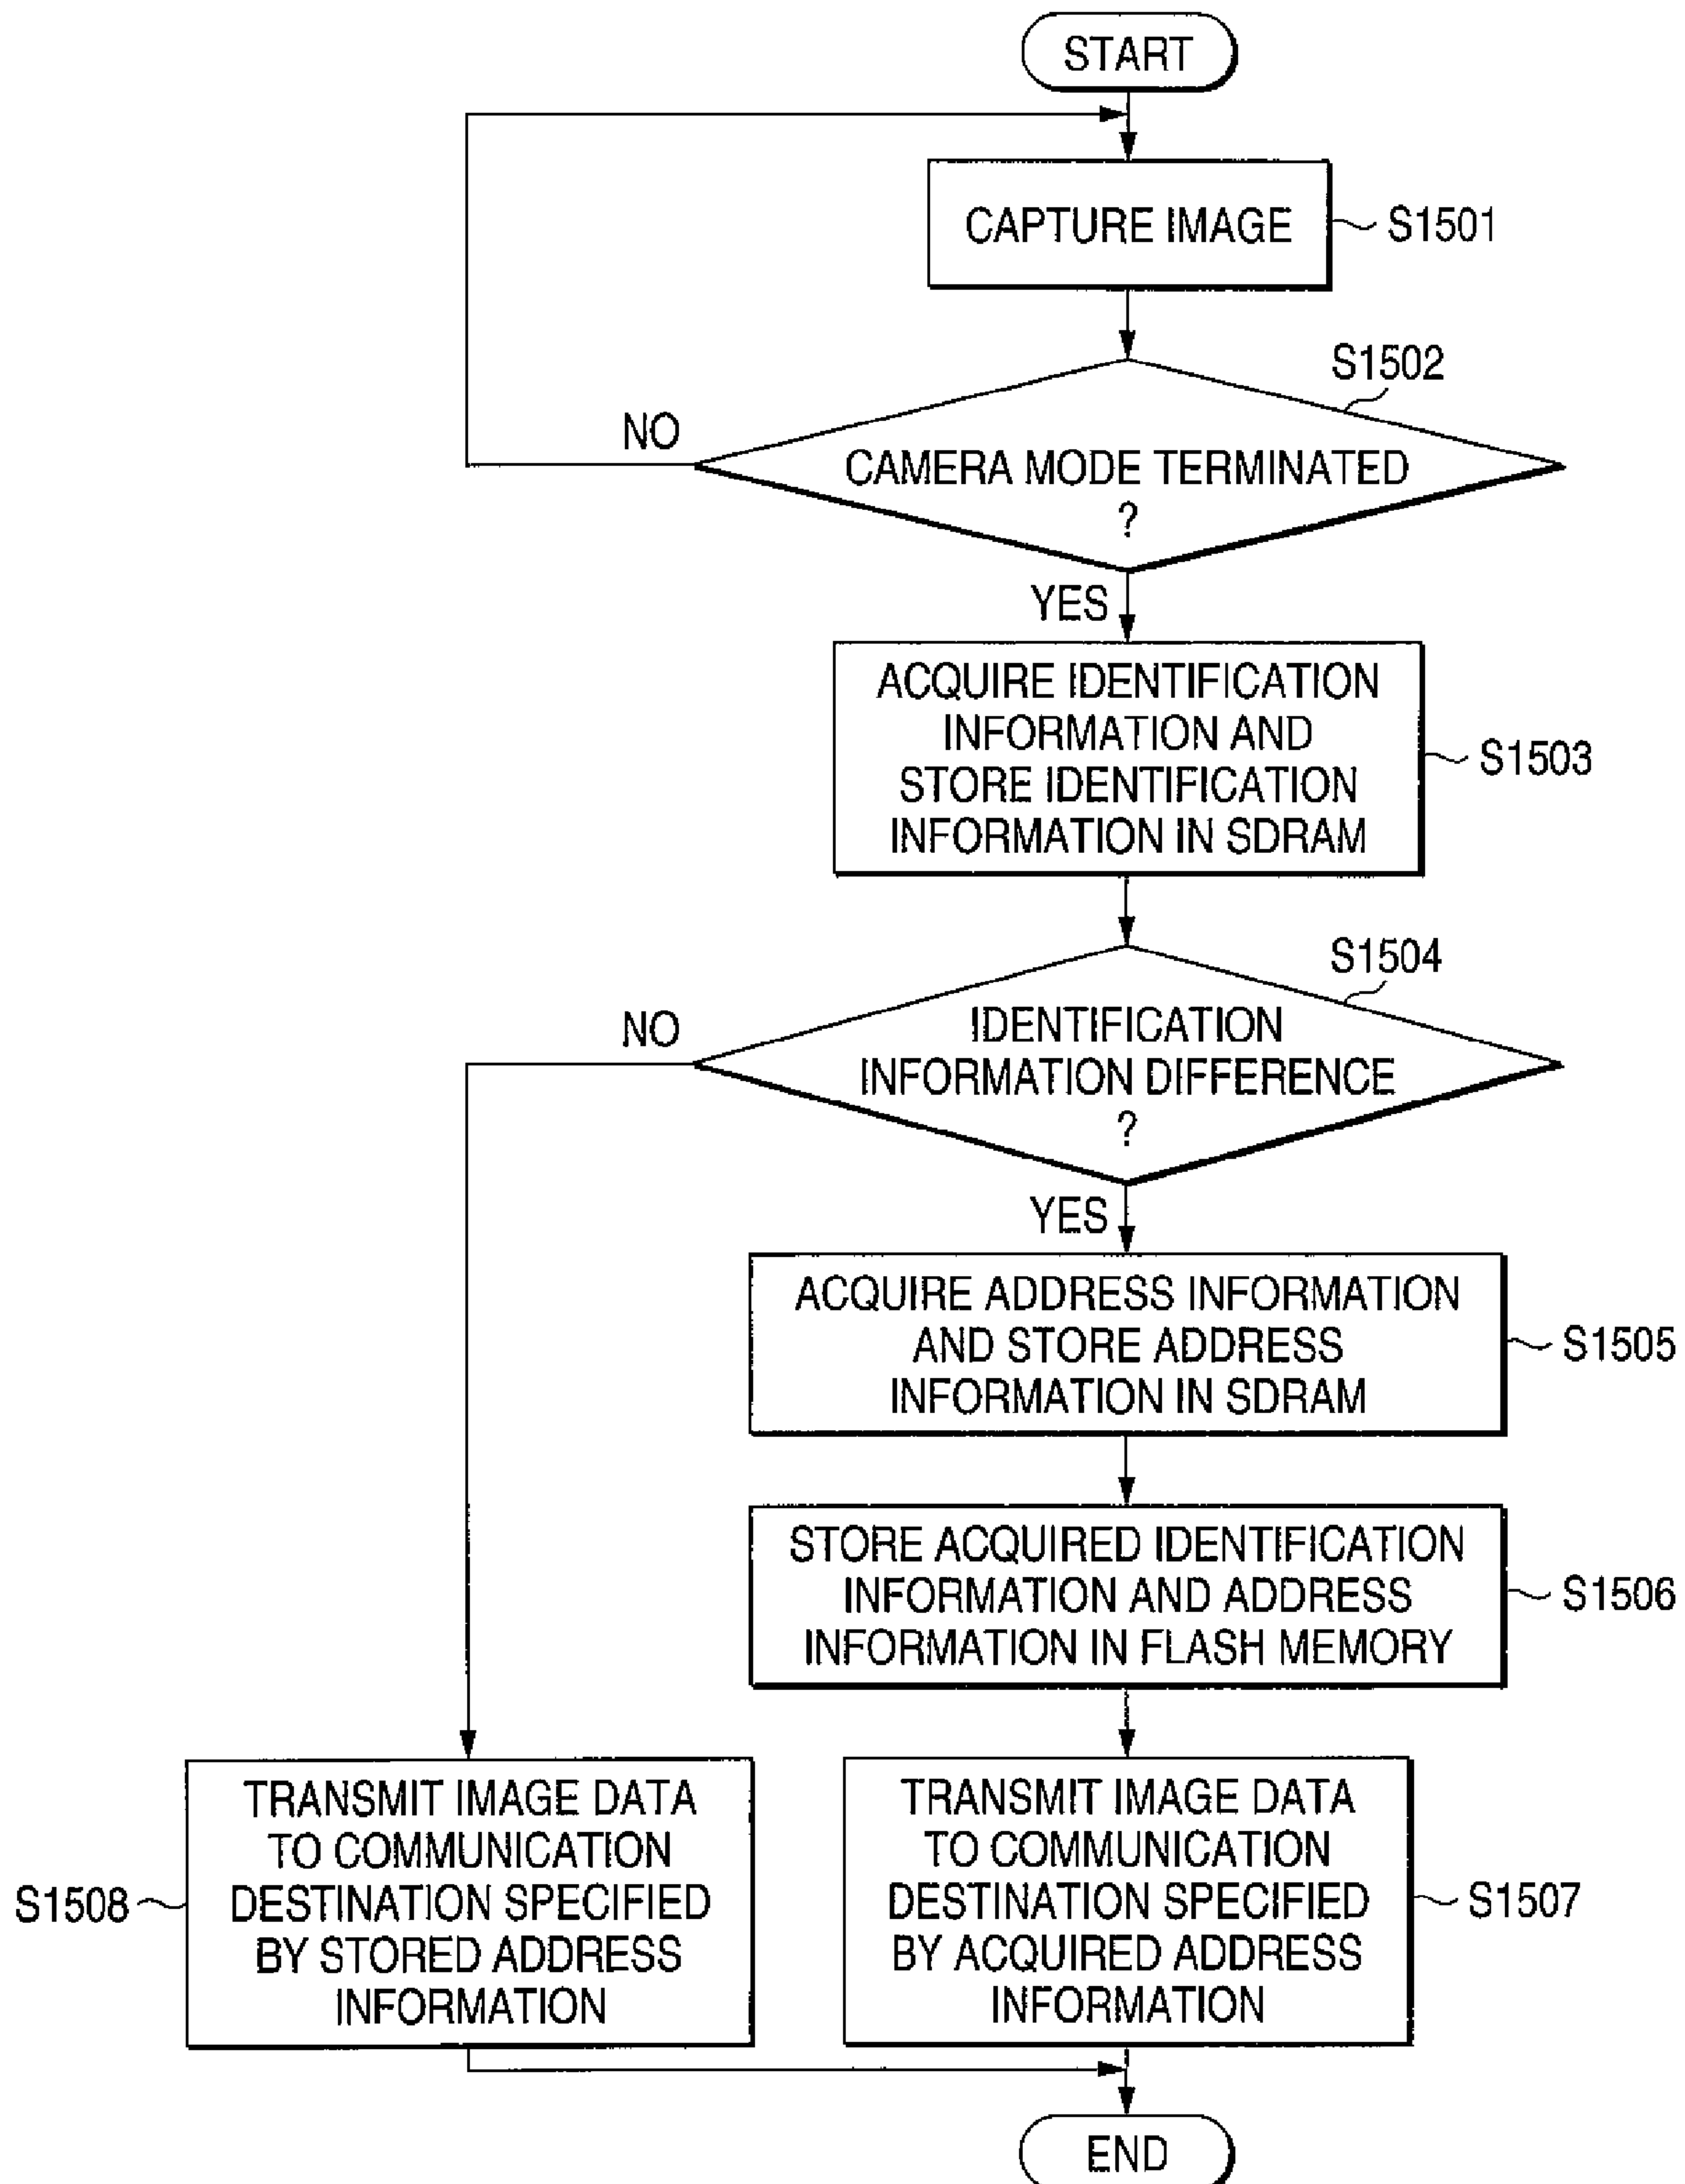 START
CAPTURE IMAGE
S1501
S1502
NO
CAMERA MODE TERMINATED
?
YES
ACQUIRE IDENTIFICATION
INFORMATION AND
STORE IDENTIFICATION
INFORMATION IN SDRAM
S1503
S1504
NO
IDENTIFICATION
INFORMATION DIFFERENCE
?
YES
ACQUIRE ADDRESS INFORMATION
AND STORE ADDRESS
INFORMATION IN SDRAM
S1505
STORE ACQUIRED IDENTIFICATION
INFORMATION AND ADDRESS
INFORMATION IN FLASH MEMORY
S1506
S1508
TRANSMIT IMAGE DATA
TO COMMUNICATION
DESTINATION SPECIFIED
BY STORED ADDRESS
INFORMATION
TRANSMIT IMAGE DATA
TO COMMUNICATION
DESTINATION SPECIFIED
BY ACQUIRED ADDRESS
INFORMATION
S1507
END